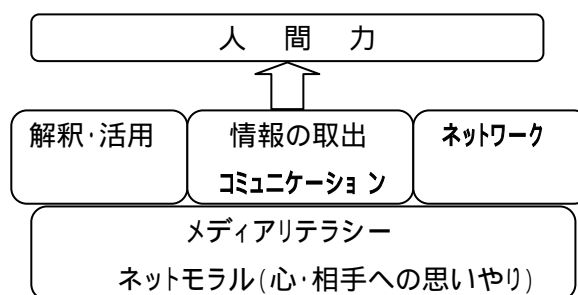 人 間 力
解釈･活用
情報の取出
コミュニケーション
ネットワーク
メディアリテラシー
ネットモラル(心･相手への思いやり)